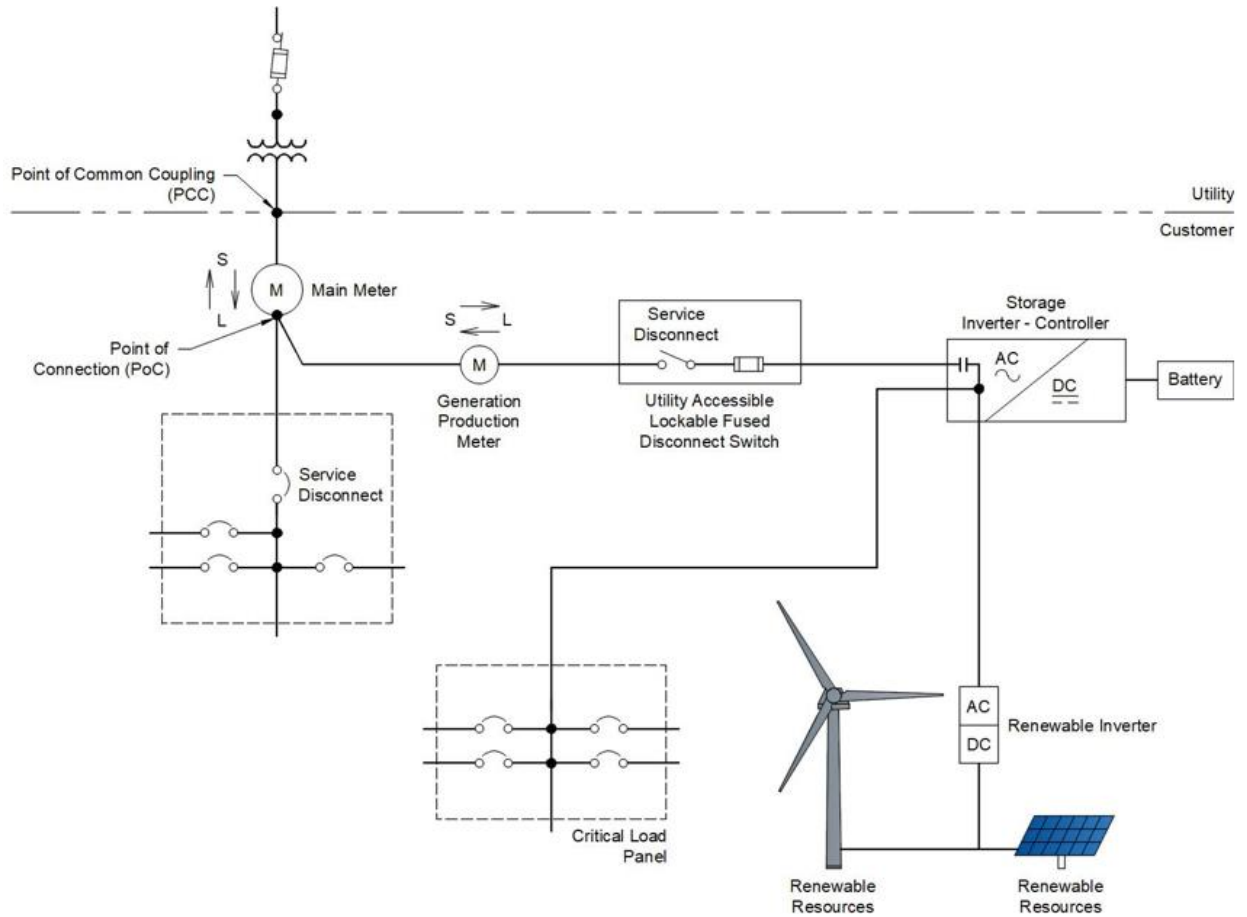 Point of Common Coupling
(PCC)
Utility
Customer
S
L
M
Main Meter
Point of
Connection (PoC)
S
L
M
Generation
Production
Meter
Service
Disconnect
Utility Accessible
Lockable Fused
Disconnect Switch
Storage
Inverter - Controller
AC
DC
Battery
Service
Disconnect
AC
DC
Renewable Inverter
Critical Load
Panel
Renewable
Resources
Renewable
Resources